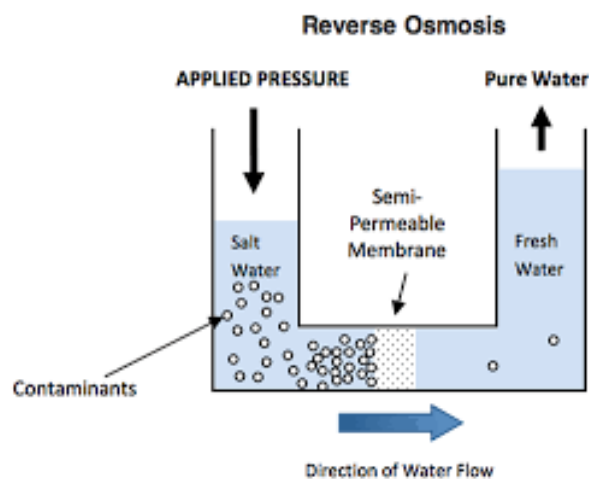 Reverse Osmosis
APPLIED PRESSURE
Pure Water
Semi-
Permeable
Membrane
Salt
Water
Fresh
Water
Contaminants
Direction of Water Flow